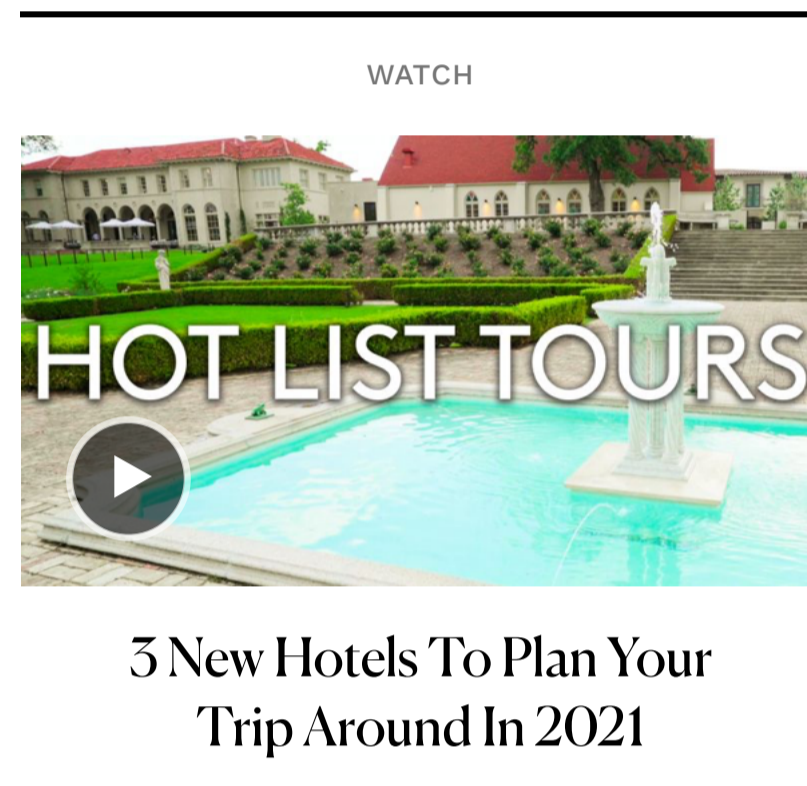 WATCH
HOT LIST TOURS
3 New Hotels To Plan Your
Trip Around In 2021